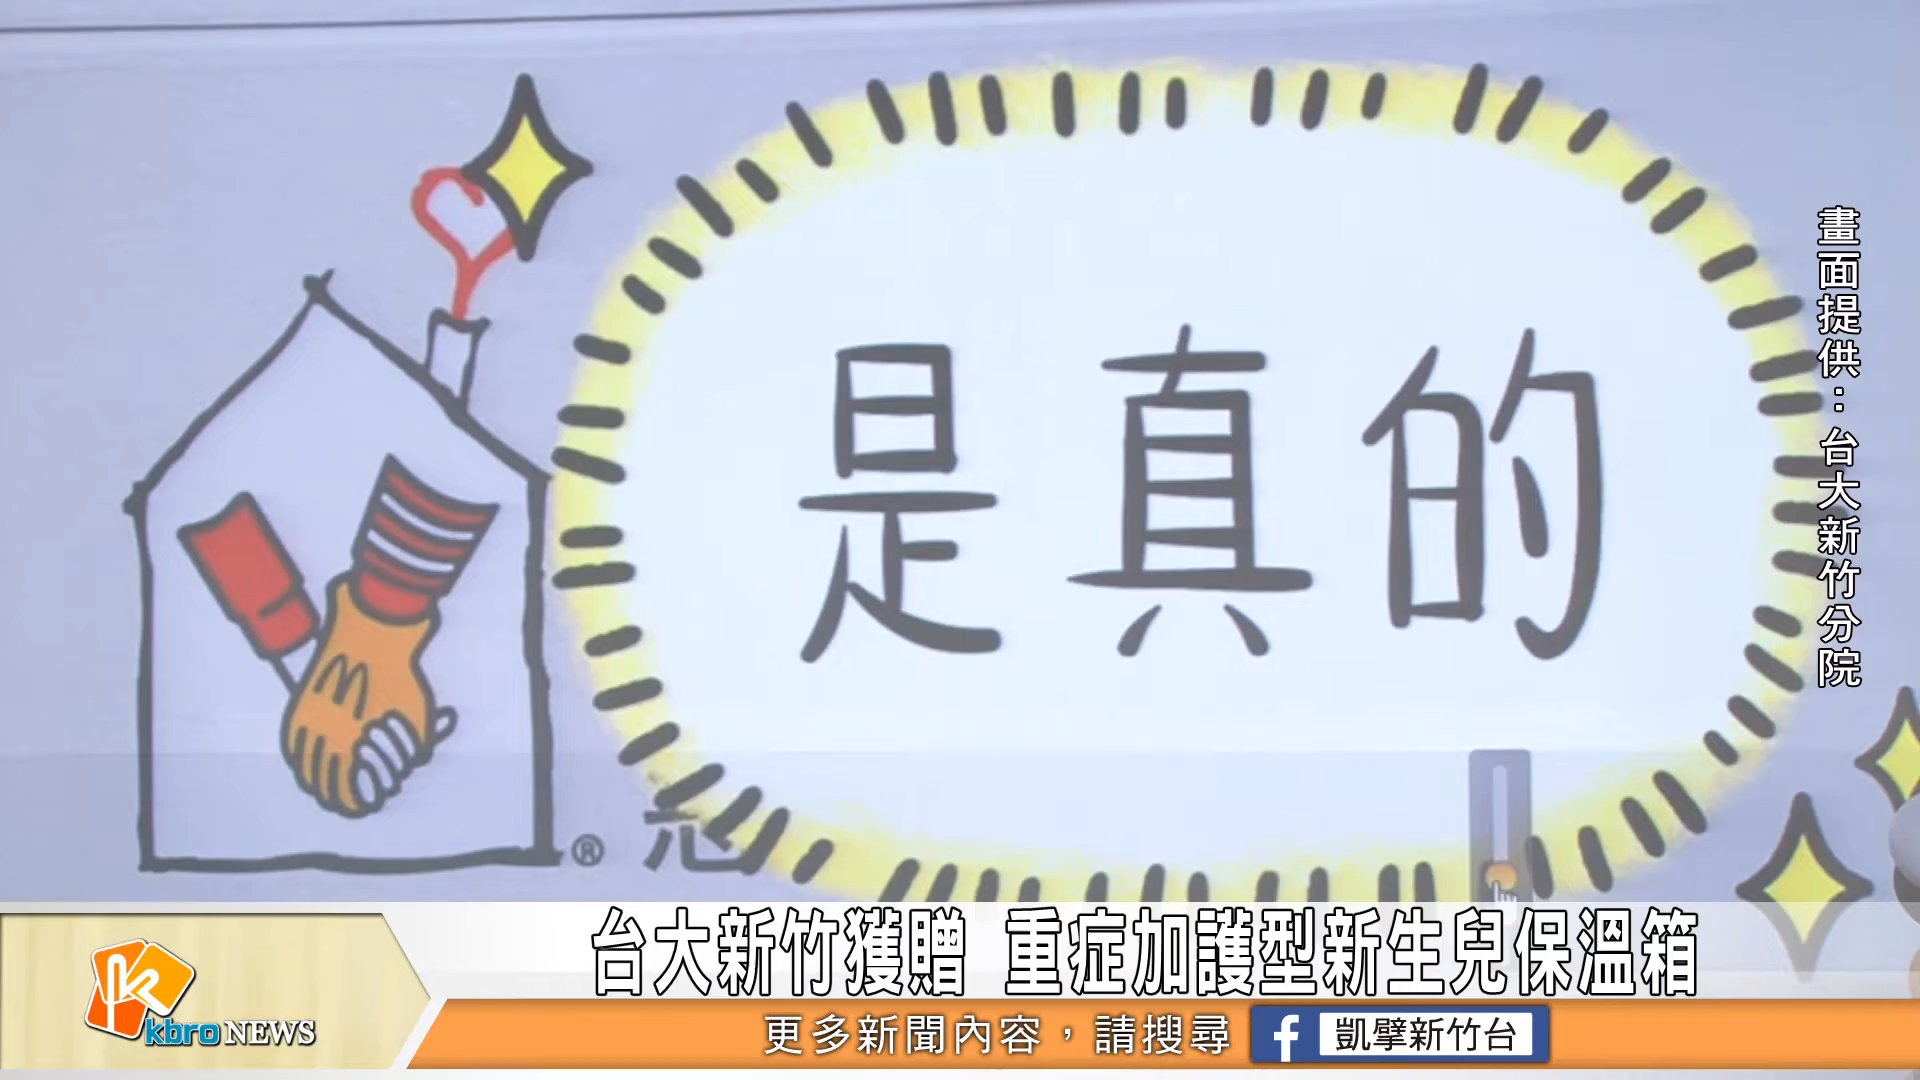 是真的
®
畫面提供：台大新竹分院
台大新竹獲贈 重症加護型新生兒保溫箱
kbro NEWS
更多新聞內容，請搜尋
f 凱擘新竹台